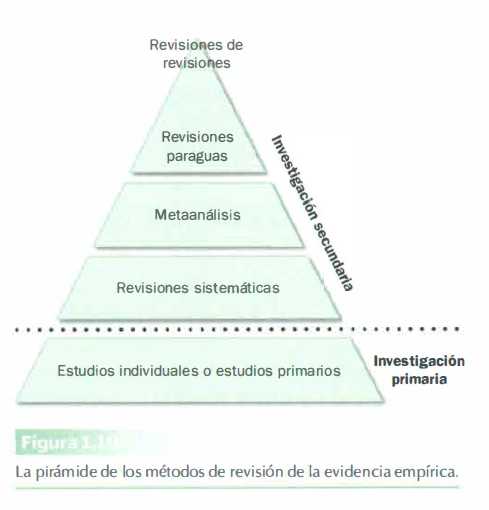 Revisiones de
revisiones
Revisiones
paraguas
Investigación secundaria
Metaanálisis
Revisiones sistemáticas
Estudios individuales o estudios primarios
Investigación
primaria
Figura 1.10
La pirámide de los métodos de revisión de la evidencia empírica.